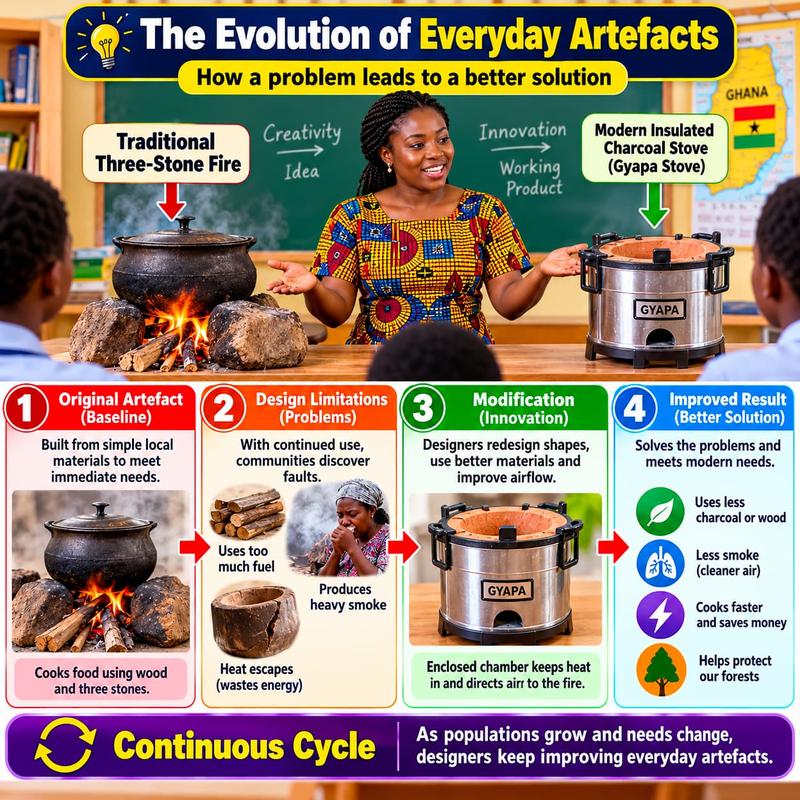 The Evolution of Everyday Artefacts
How a problem leads to a better solution
Traditional
Three-Stone Fire
Creativity
Idea
Innovation
Working
Product
Modern Insulated
Charcoal Stove
(Gyapa Stove)
GHANA
GYAPA
1 Original Artefact
(Baseline)
Built from simple local
materials to meet
immediate needs.
Cooks food using wood
and three stones.
2 Design Limitations
(Problems)
With continued use,
communities discover
faults.
Uses too
much fuel
Produces
heavy smoke
Heat escapes
(wastes energy)
3 Modification
(Innovation)
Designers redesign shapes,
use better materials and
improve airflow.
GYAPA
Enclosed chamber keeps heat
in and directs airr to the fire.
4 Improved Result
(Better Solution)
Solves the problems and
meets modern needs.
Uses less
charcoal or wood
Less smoke
(cleaner air)
Cooks faster
and saves money
Helps protect
our forests
Continuous Cycle
As populations grow and needs change,
designers keep improving everyday artefacts.